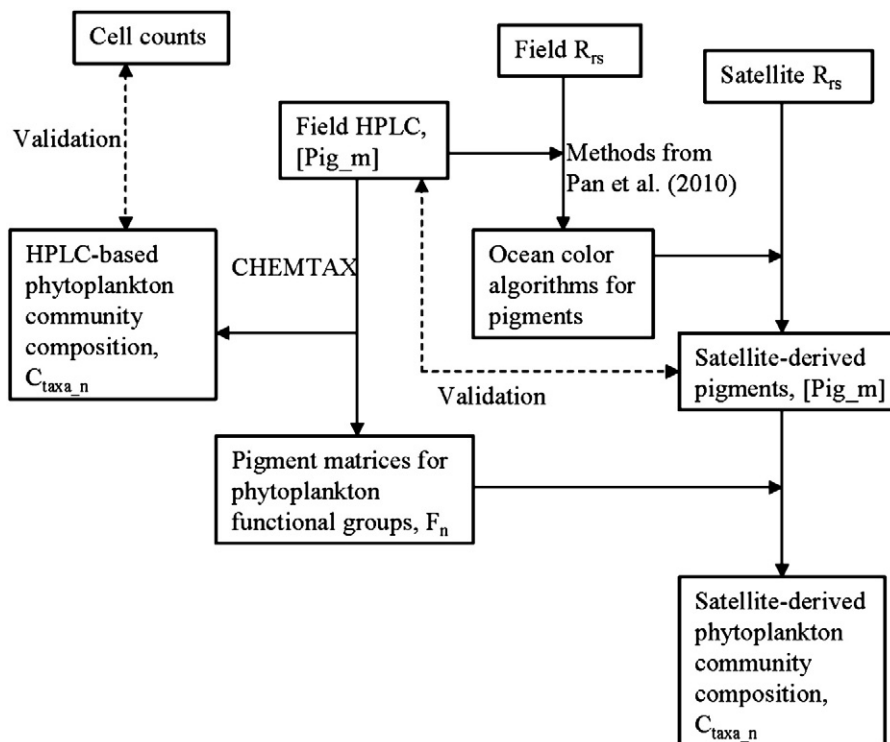 Cell counts
Field R_rs
Satellite R_rs
Validation
Field HPLC,
[Pig_m]
Methods from
Pan et al. (2010)
HPLC-based
phytoplankton
community
composition,
C_taxa_n
CHEMTAX
Ocean color
algorithms for
pigments
Satellite-derived
pigments, [Pig_m]
Validation
Pigment matrices for
phytoplankton
functional groups, F_n
Satellite-derived
phytoplankton
community
composition,
C_taxa_n